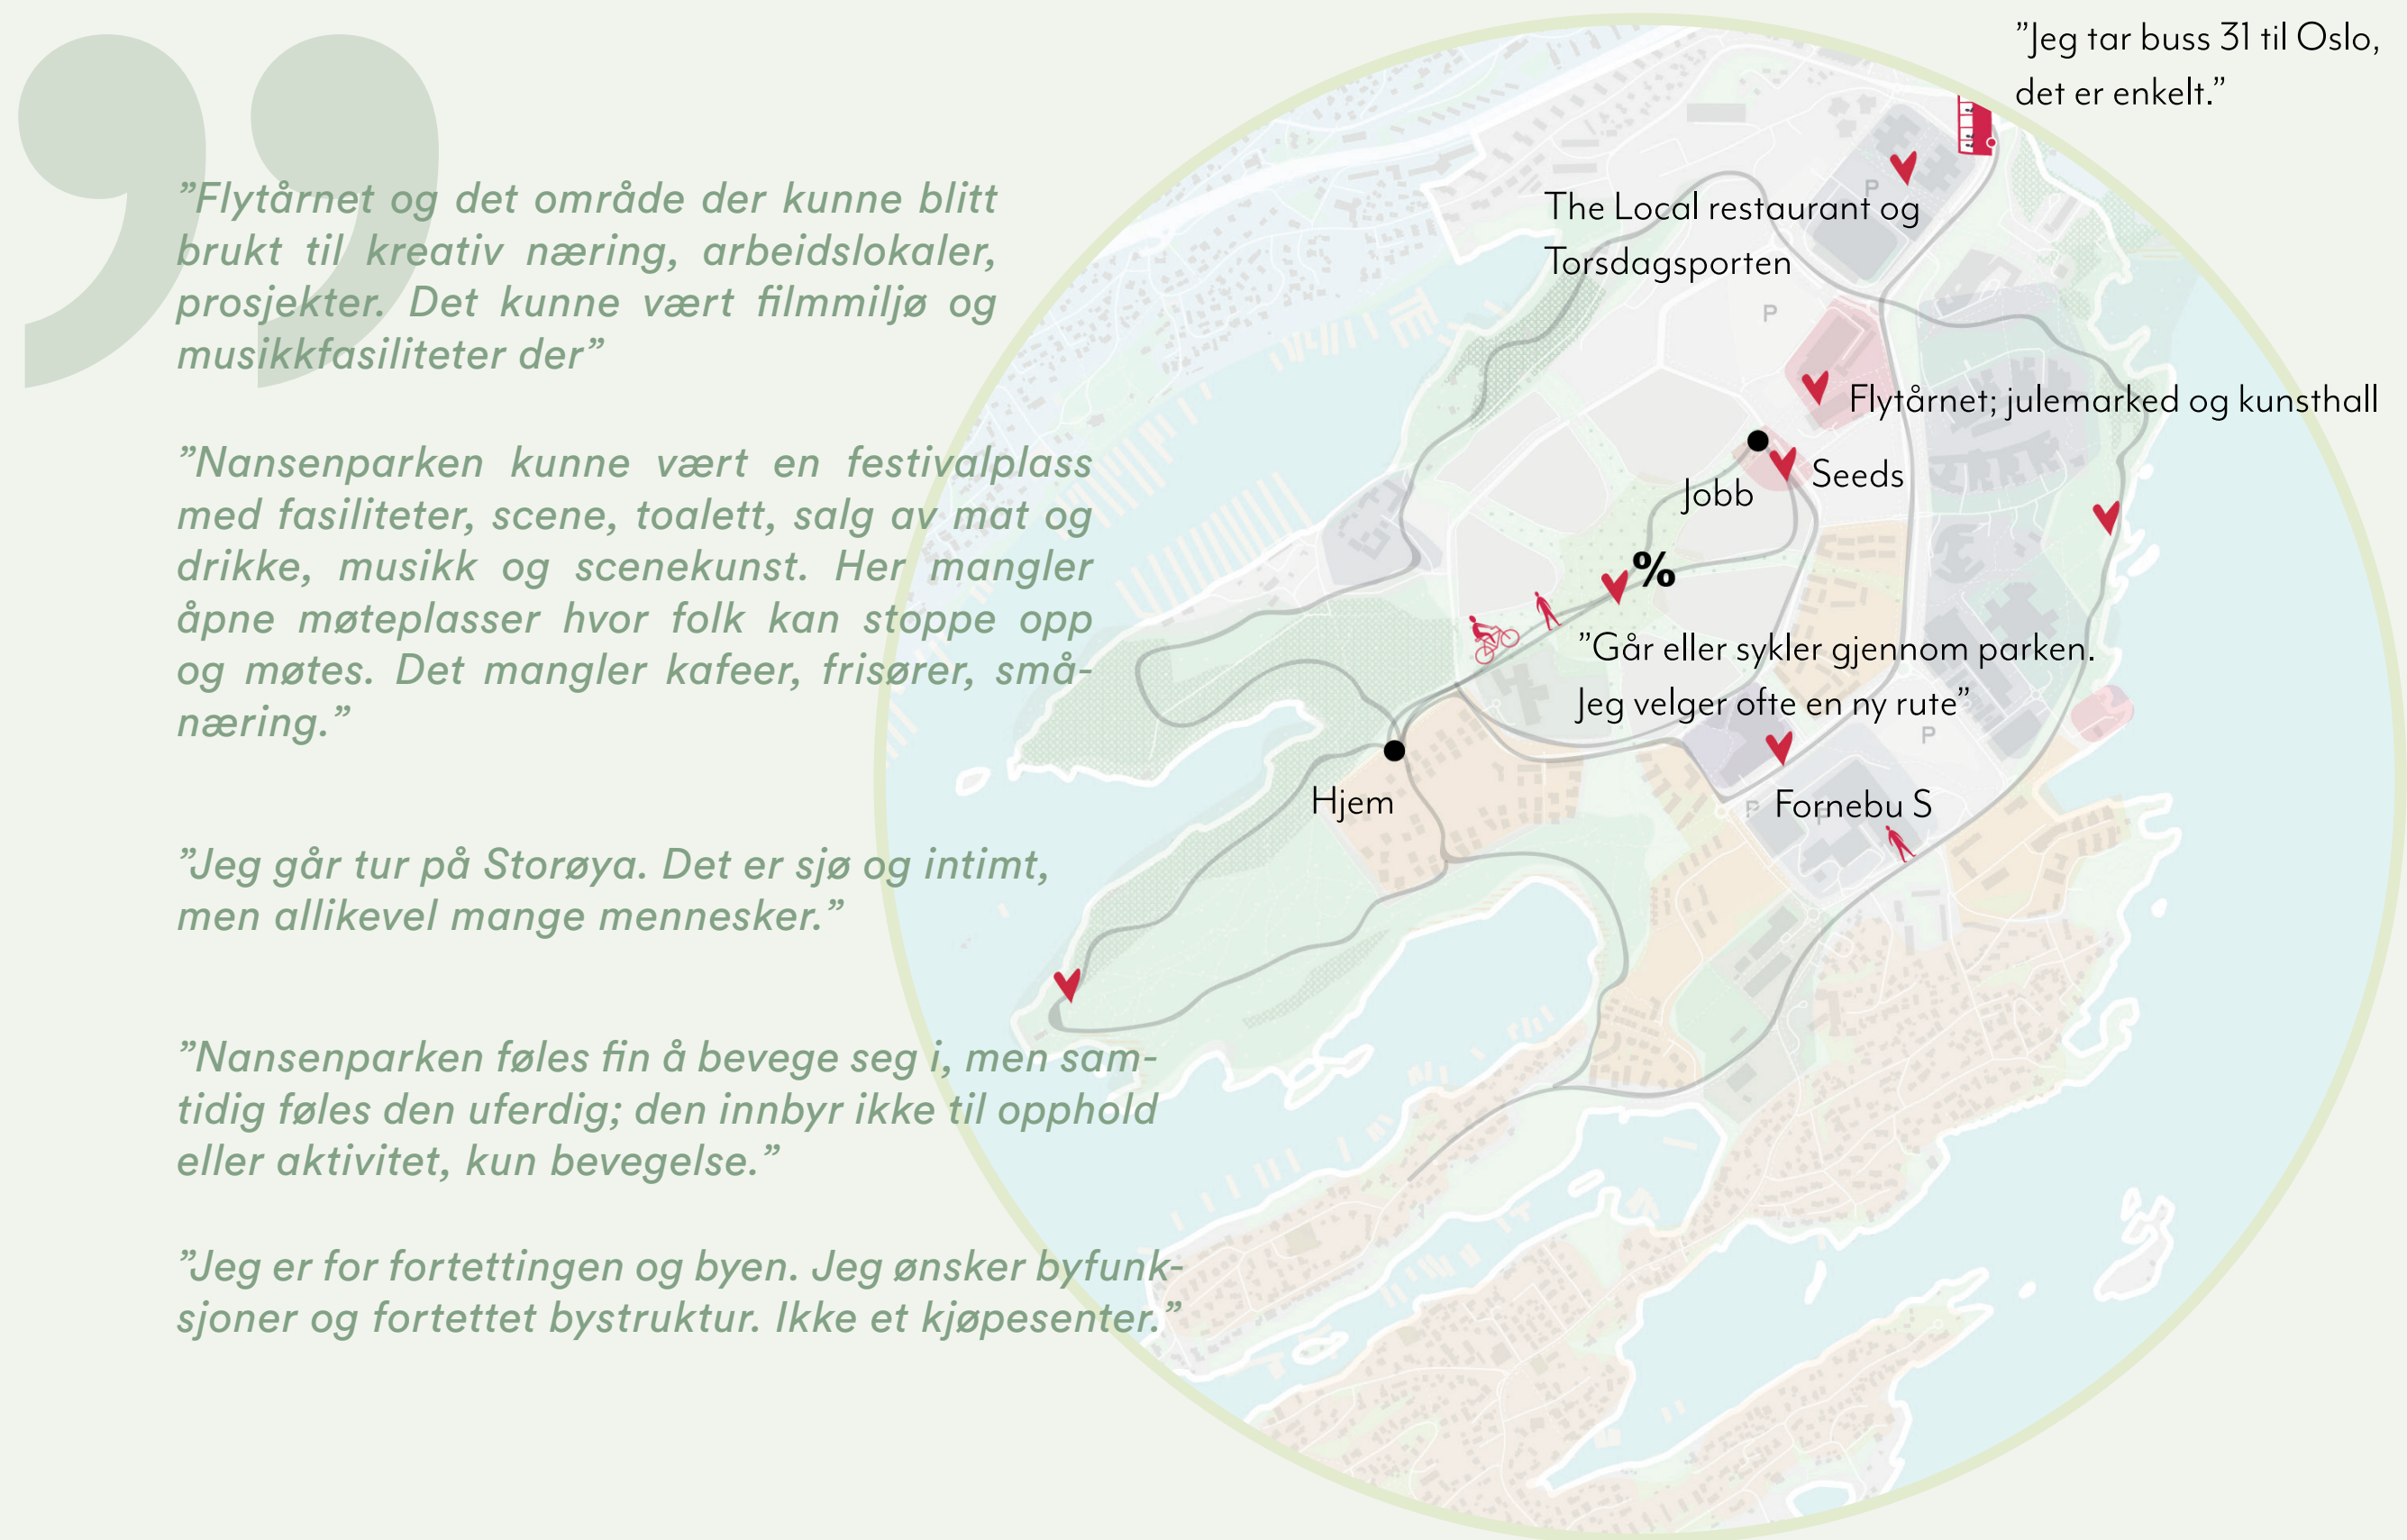 ”Flytårnet og det område der kunne blitt
brukt til kreativ næring, arbeidslokaler,
prosjekter. Det kunne vært filmmiljø og
musikkfasiliteter der”
”Nansenparken kunne vært en festivalplass
med fasiliteter, scene, toalett, salg av mat og
drikke, musikk og scenekunst. Her mangler
åpne møteplasser hvor folk kan stoppe opp
og møtes. Det mangler kafeer, frisører, små-
næring.”
”Jeg går tur på Storøya. Det er sjø og intimt,
men allikevel mange mennesker.”
”Nansenparken føles fin å bevege seg i, men sam-
tidig føles den uferdig; den innbyr ikke til opphold
eller aktivitet, kun bevegelse.”
”Jeg er for fortettingen og byen. Jeg ønsker byfunk-
sjoner og fortettet bystruktur. Ikke et kjøpesenter.”
”Jeg tar buss 31 til Oslo,
det er enkelt.”
P
The Local restaurant og
Torsdagsporten
P
Flytårnet; julemarked og kunsthall
Seeds
Jobb
%
”Går eller sykler gjennom parken.
Jeg velger ofte en ny rute”
P
Hjem
P
Fornebu S
P